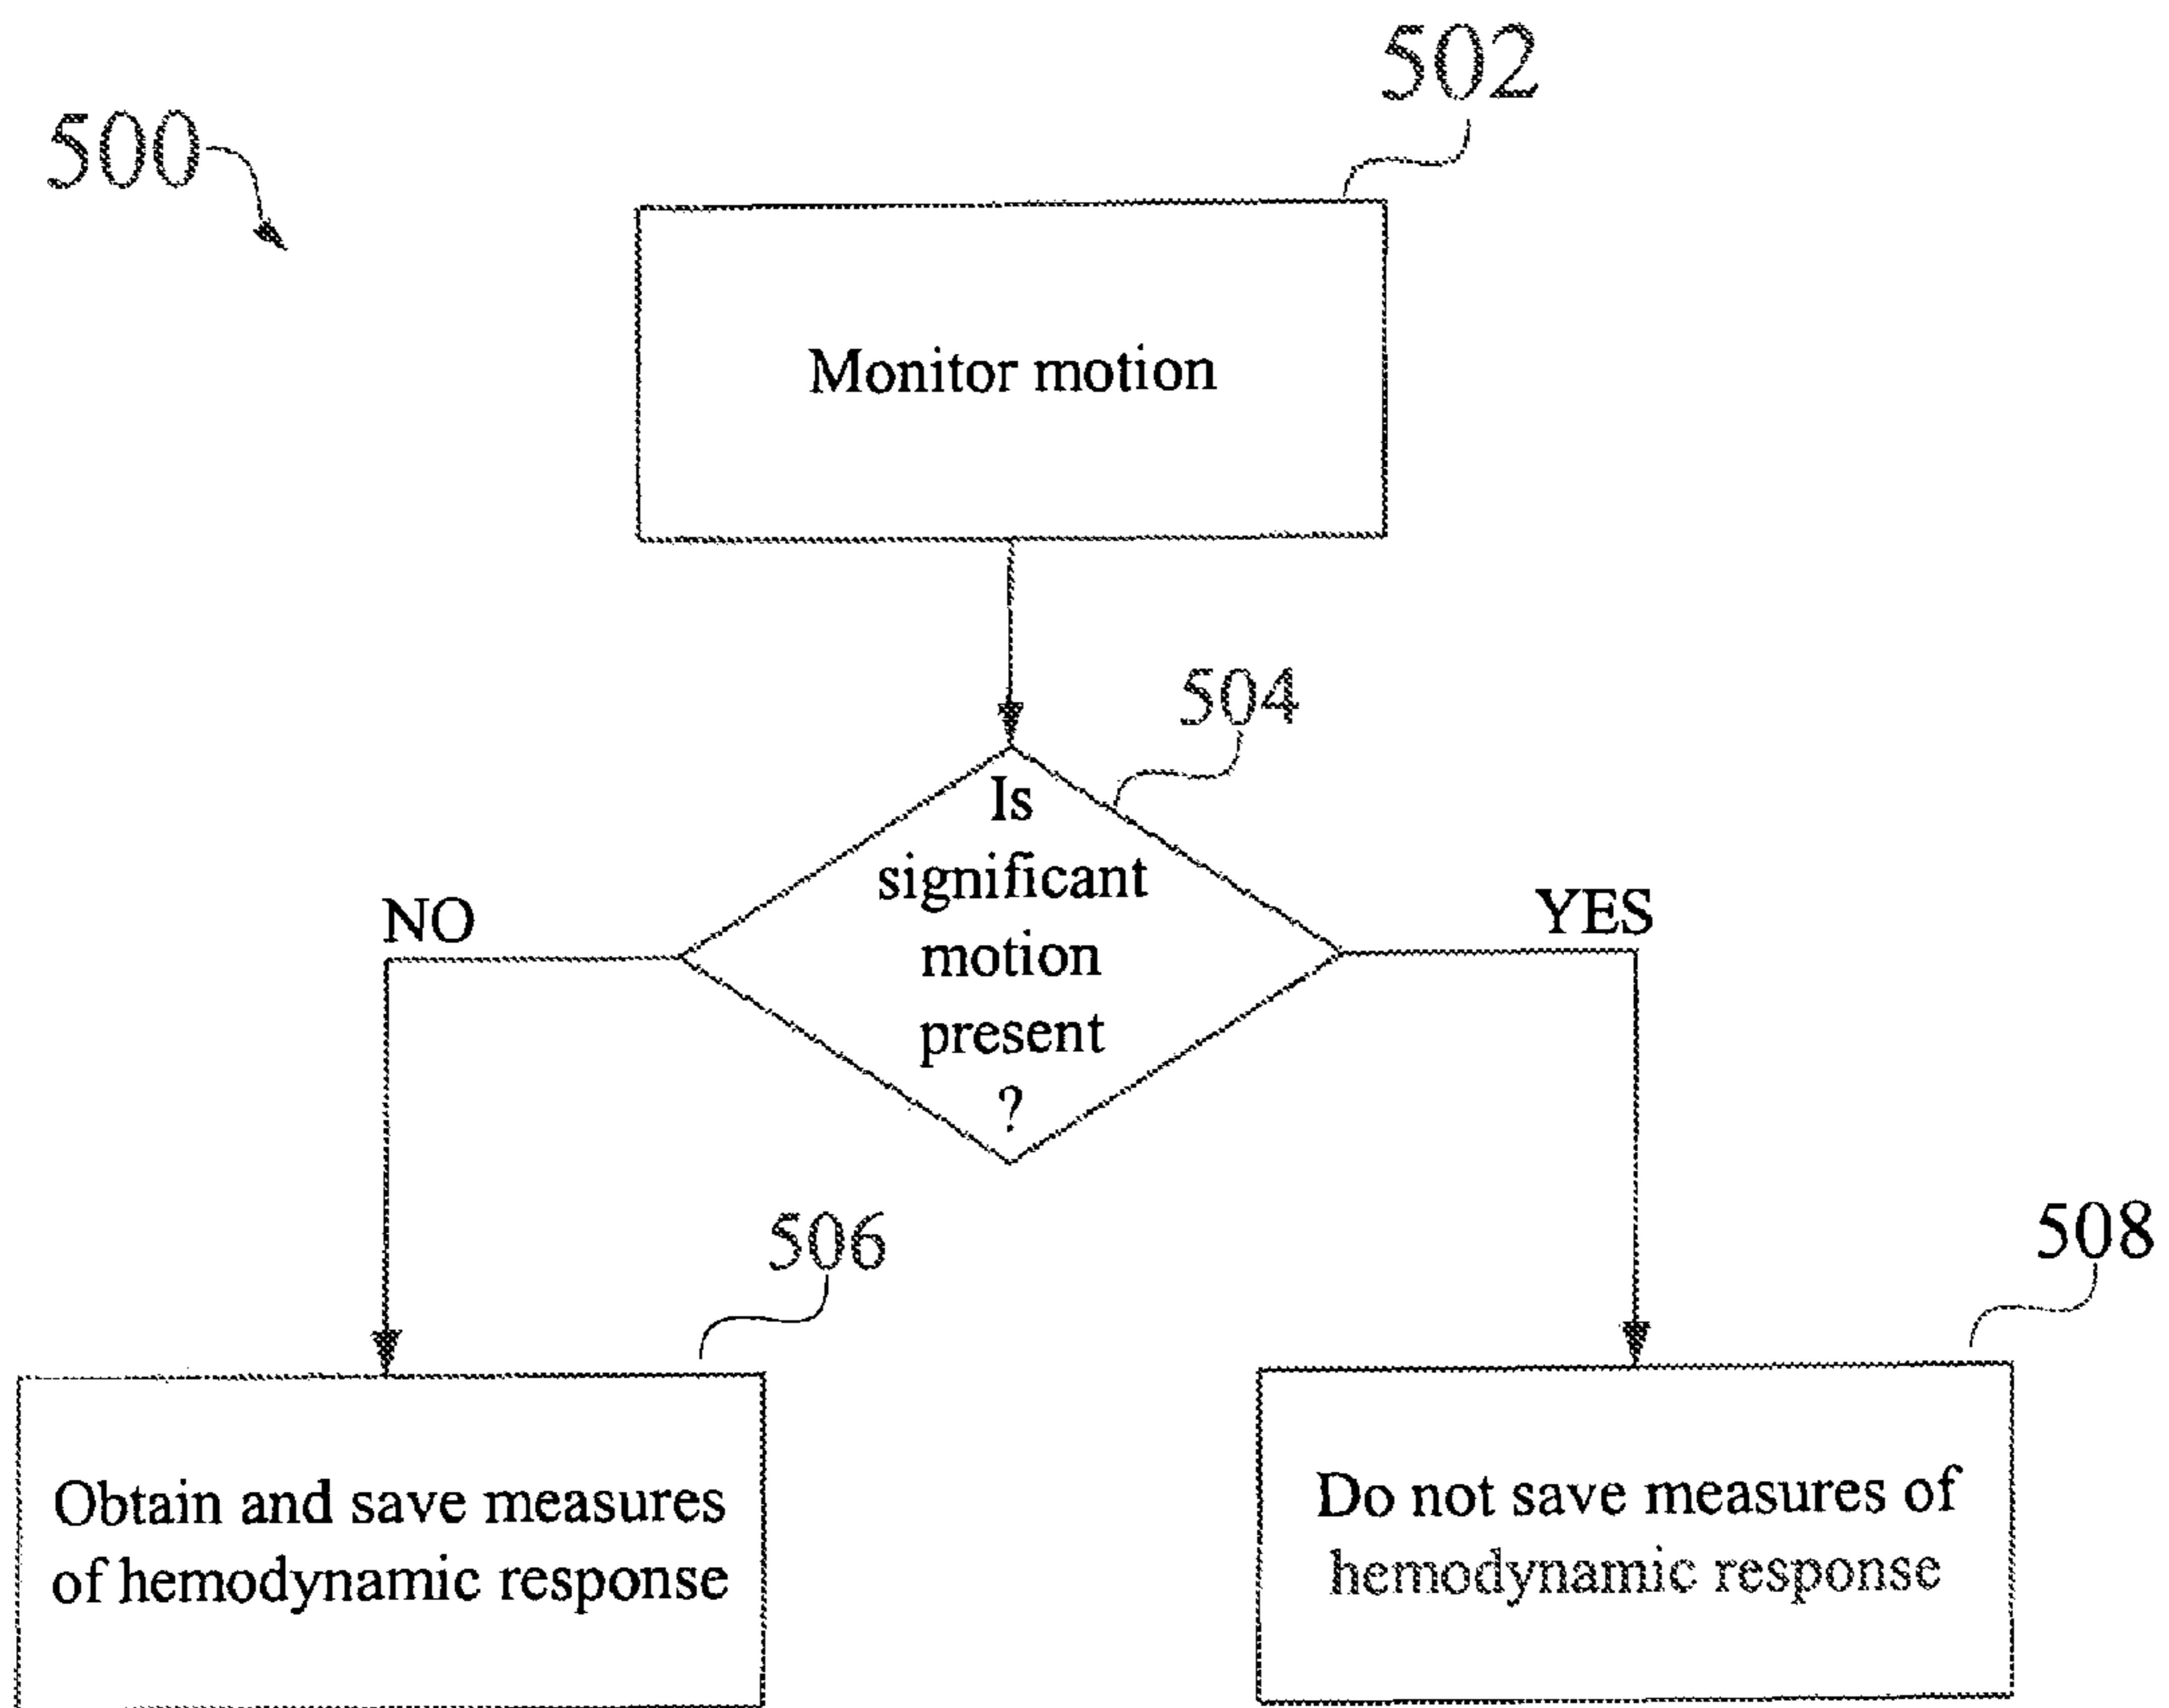 502
500
Monitor motion
504
Is
significant
motion
present
?
NO
YES
506
508
Obtain and save measures
of hemodynamic response
Do not save measures of
hemodynamic response